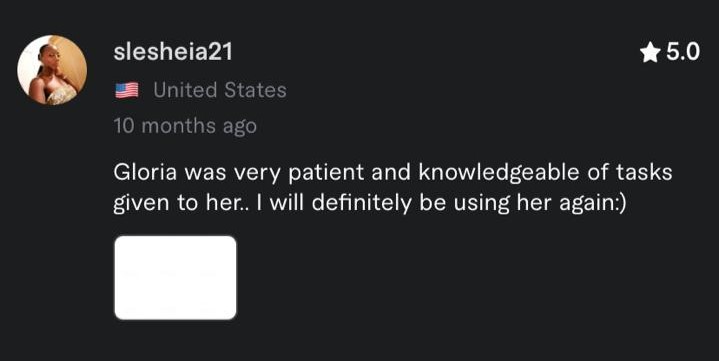 slesheia21
★ 5.0
United States
10 months ago
Gloria was very patient and knowledgeable of tasks
given to her.. I will definitely be using her again:)